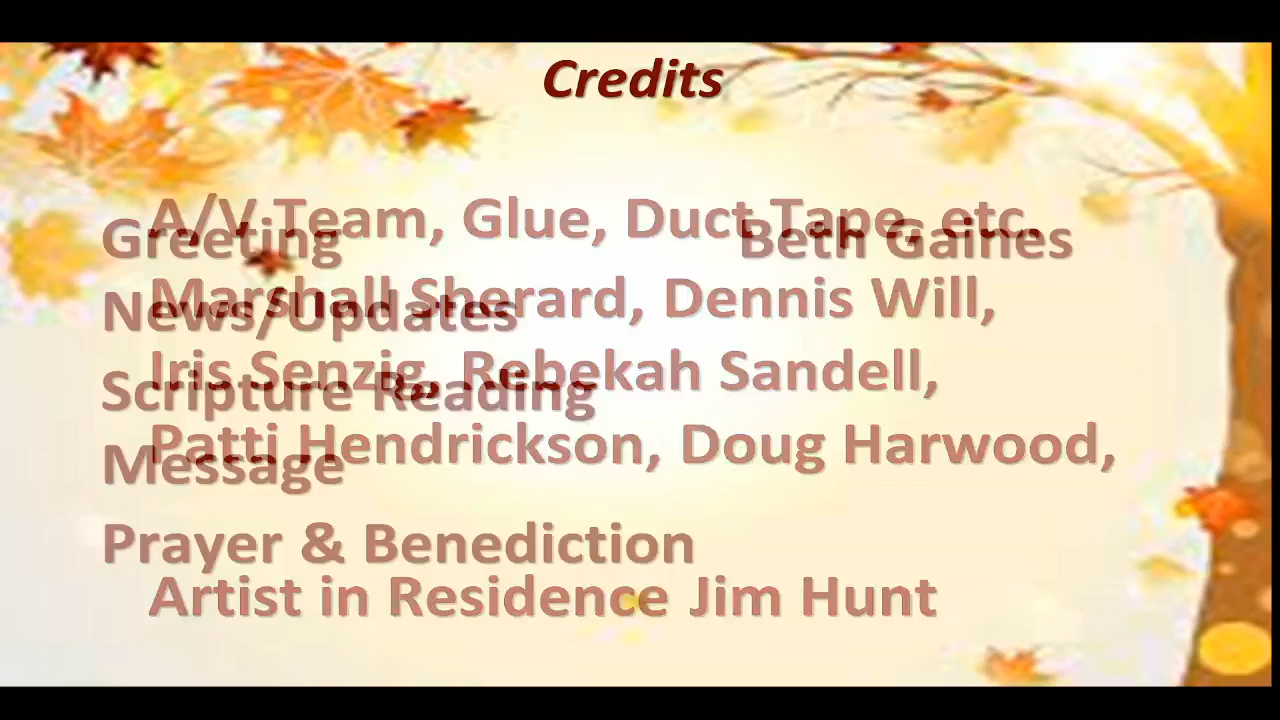 Credits
A/V Team, Glue, Duct Tape, etc.
Greeting Beth Gaines
Marshall Sherard, Dennis Will,
News/Updates
Iris Senzig, Rebekah Sandell,
Scripture Reading
Patti Hendrickson, Doug Harwood,
Message
Prayer & Benediction
Artist in Residence Jim Hunt